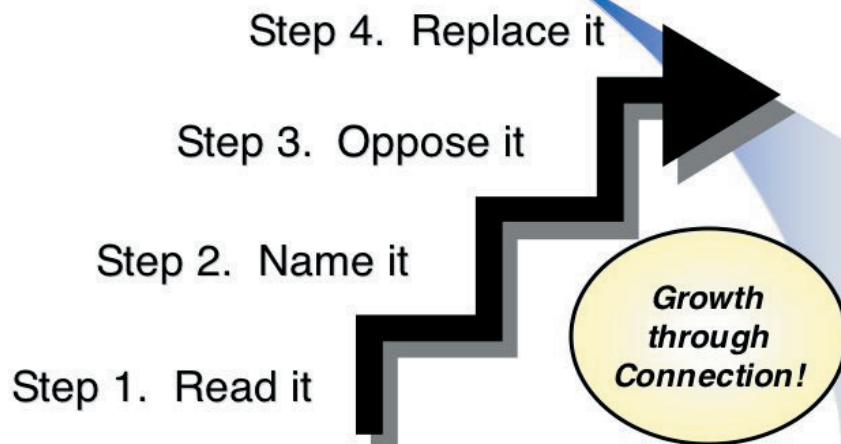 Step 4. Replace it
Step 3. Oppose it
Step 2. Name it
Step 1. Read it
Growth
through
Connection!